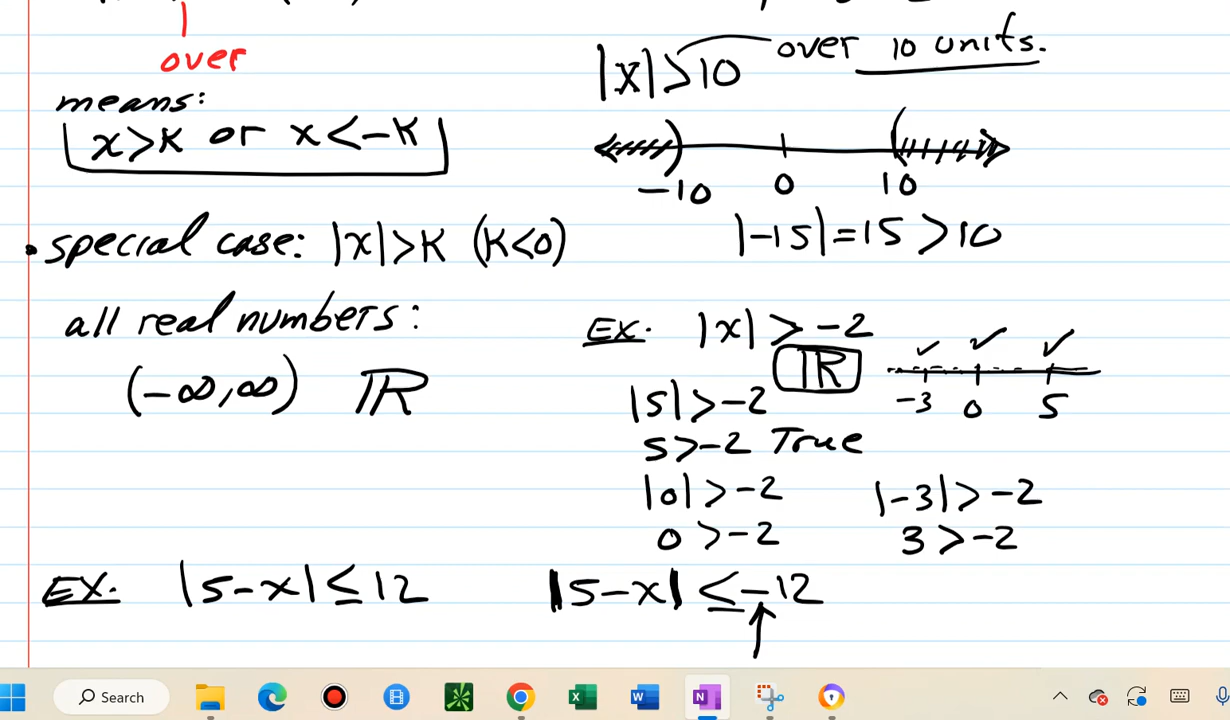 over
means:
x>K or x<-K
• special case: |x|>K (K<0)
all real numbers:
(-∞,∞) ℝ
|x|>10 over 10 units.
-10 0 10
|-15|=15>10
EX. |x|>-2
ℝ
-3 0 5
|5|>-2
5>-2 True
|0|>-2 |-3|>-2
0>-2 3>-2
EX. |5-x|≤12 |5-x|≤-12
Search